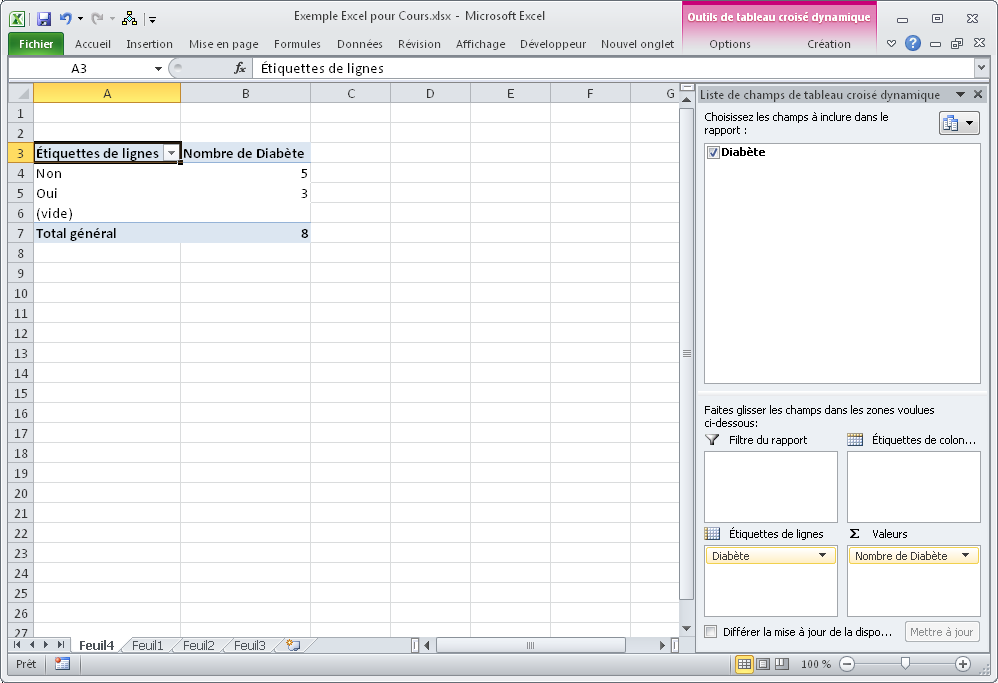 Exemple Excel pour Cours.xlsx - Microsoft Excel
Outils de tableau croisé dynamique
Fichier Accueil Insertion Mise en page Formules Données Révision Affichage Développeur Nouvel onglet Options Création
A3 fx Étiquettes de lignes
A B C D E F G
1
2
3 Étiquettes de lignes Nombre de Diabète
4 Non 5
5 Oui 3
6 (vide)
7 Total général 8
8
9
10
11
12
13
14
15
16
17
18
19
20
21
22
23
24
25
26
27
Liste de champs de tableau croisé dynamique
Choisissez les champs à inclure dans le
rapport :
Diabète
Faites glisser les champs dans les zones voulues
ci-dessous:
Filtre du rapport Étiquettes de colon...
Étiquettes de lignes Σ Valeurs
Diabète Nombre de Diabète
Différer la mise à jour de la dispo... Mettre à jour
Feuil4 Feuil1 Feuil2 Feuil3
Prêt 100 %